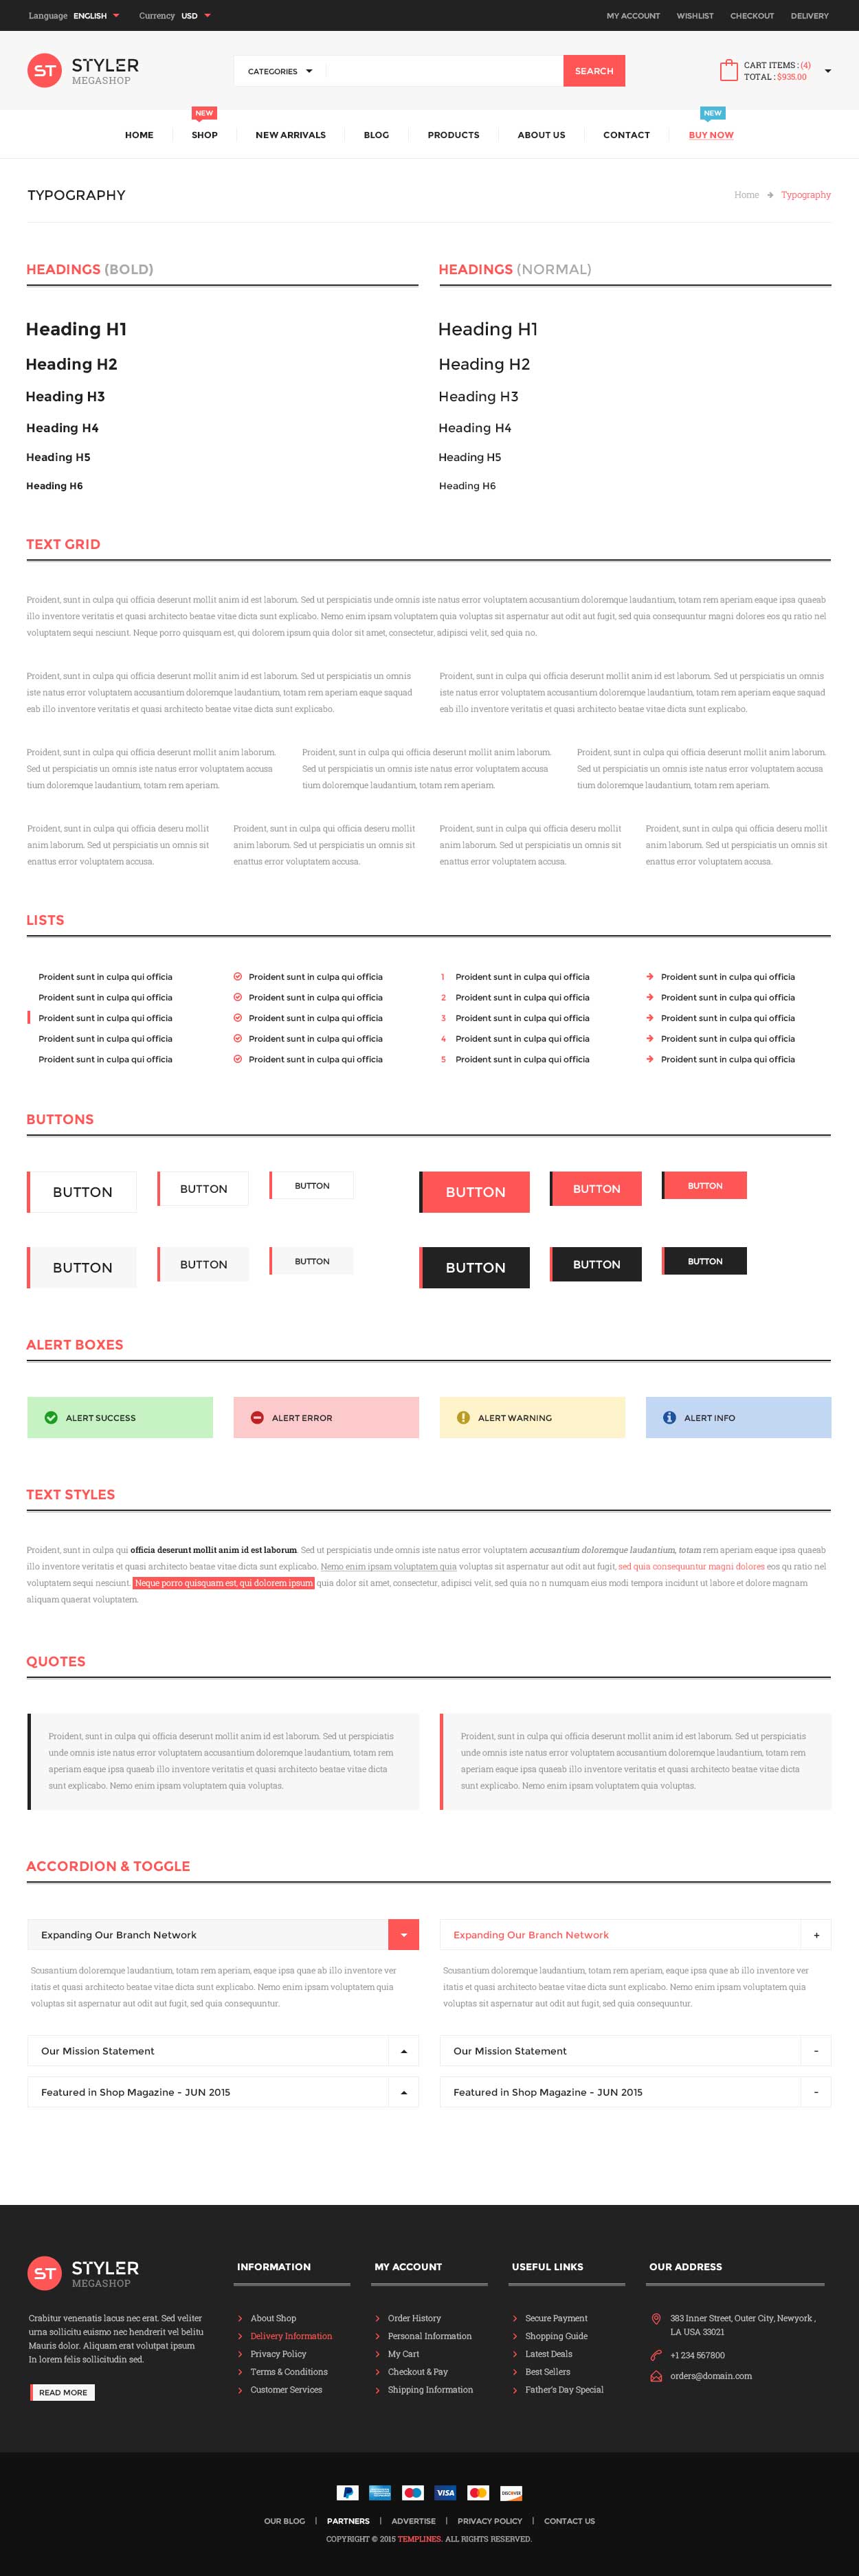 Language ENGLISH Currency USD MY ACCOUNT WISHLIST CHECKOUT DELIVERY
ST STYLER
MEGASHOP
CATEGORIES SEARCH
CART ITEMS : (4)
TOTAL : $935.00
NEW NEW
HOME SHOP NEW ARRIVALS BLOG PRODUCTS ABOUT US CONTACT BUY NOW
TYPOGRAPHY Home Typography
HEADINGS (BOLD) HEADINGS (NORMAL)
Heading H1 Heading H1
Heading H2 Heading H2
Heading H3 Heading H3
Heading H4 Heading H4
Heading H5 Heading H5
Heading H6 Heading H6
TEXT GRID
Proident, sunt in culpa qui officia deserunt mollit anim id est laborum. Sed ut perspiciatis unde omnis iste natus error voluptatem accusantium doloremque laudantium, totam rem aperiam eaque ipsa quaeab
illo inventore veritatis et quasi architecto beatae vitae dicta sunt explicabo. Nemo enim ipsam voluptatem quia voluptas sit aspernatur aut odit aut fugit, sed quia consequuntur magni dolores eos qu ratio nel
voluptatem sequi nesciunt. Neque porro quisquam est, qui dolorem ipsum quia dolor sit amet, consectetur, adipisci velit, sed quia no.
Proident, sunt in culpa qui officia deserunt mollit anim id est laborum. Sed ut perspiciatis un omnis
iste natus error voluptatem accusantium doloremque laudantium, totam rem aperiam eaque saquad
eab illo inventore veritatis et quasi architecto beatae vitae dicta sunt explicabo.
Proident, sunt in culpa qui officia deserunt mollit anim id est laborum. Sed ut perspiciatis un omnis
iste natus error voluptatem accusantium doloremque laudantium, totam rem aperiam eaque saquad
eab illo inventore veritatis et quasi architecto beatae vitae dicta sunt explicabo.
Proident, sunt in culpa qui officia deserunt mollit anim laborum.
Sed ut perspiciatis un omnis iste natus error voluptatem accusa
tium doloremque laudantium, totam rem aperiam.
Proident, sunt in culpa qui officia deserunt mollit anim laborum.
Sed ut perspiciatis un omnis iste natus error voluptatem accusa
tium doloremque laudantium, totam rem aperiam.
Proident, sunt in culpa qui officia deserunt mollit anim laborum.
Sed ut perspiciatis un omnis iste natus error voluptatem accusa
tium doloremque laudantium, totam rem aperiam.
Proident, sunt in culpa qui officia deseru mollit
anim laborum. Sed ut perspiciatis un omnis sit
enattus error voluptatem accusa.
Proident, sunt in culpa qui officia deseru mollit
anim laborum. Sed ut perspiciatis un omnis sit
enattus error voluptatem accusa.
Proident, sunt in culpa qui officia deseru mollit
anim laborum. Sed ut perspiciatis un omnis sit
enattus error voluptatem accusa.
Proident, sunt in culpa qui officia deseru mollit
anim laborum. Sed ut perspiciatis un omnis sit
enattus error voluptatem accusa.
LISTS
Proident sunt in culpa qui officia Proident sunt in culpa qui officia 1 Proident sunt in culpa qui officia Proident sunt in culpa qui officia
Proident sunt in culpa qui officia Proident sunt in culpa qui officia 2 Proident sunt in culpa qui officia Proident sunt in culpa qui officia
Proident sunt in culpa qui officia Proident sunt in culpa qui officia 3 Proident sunt in culpa qui officia Proident sunt in culpa qui officia
Proident sunt in culpa qui officia Proident sunt in culpa qui officia 4 Proident sunt in culpa qui officia Proident sunt in culpa qui officia
Proident sunt in culpa qui officia Proident sunt in culpa qui officia 5 Proident sunt in culpa qui officia Proident sunt in culpa qui officia
BUTTONS
BUTTON BUTTON BUTTON BUTTON BUTTON BUTTON
BUTTON BUTTON BUTTON BUTTON BUTTON BUTTON
ALERT BOXES
ALERT SUCCESS ALERT ERROR ALERT WARNING ALERT INFO
TEXT STYLES
Proident, sunt in culpa qui officia deserunt mollit anim id est laborum. Sed ut perspiciatis unde omnis iste natus error voluptatem accusantium doloremque laudantium, totam rem aperiam eaque ipsa quaeab
illo inventore veritatis et quasi architecto beatae vitae dicta sunt explicabo. Nemo enim ipsam voluptatem quia voluptas sit aspernatur aut odit aut fugit, sed quia consequuntur magni dolores eos qu ratio nel
voluptatem sequi nesciunt. Neque porro quisquam est, qui dolorem ipsum quia dolor sit amet, consectetur, adipisci velit, sed quia no n numquam eius modi tempora incidunt ut labore et dolore magnam
aliquam quaerat voluptatem.
QUOTES
Proident, sunt in culpa qui officia deserunt mollit anim id est laborum. Sed ut perspiciatis
unde omnis iste natus error voluptatem accusantium doloremque laudantium, totam rem
aperiam eaque ipsa quaeab illo inventore veritatis et quasi architecto beatae vitae dicta
sunt explicabo. Nemo enim ipsam voluptatem quia voluptas.
Proident, sunt in culpa qui officia deserunt mollit anim id est laborum. Sed ut perspiciatis
unde omnis iste natus error voluptatem accusantium doloremque laudantium, totam rem
aperiam eaque ipsa quaeab illo inventore veritatis et quasi architecto beatae vitae dicta
sunt explicabo. Nemo enim ipsam voluptatem quia voluptas.
ACCORDION & TOGGLE
Expanding Our Branch Network
Scusantium doloremque laudantium, totam rem aperiam, eaque ipsa quae ab illo inventore ver
itatis et quasi architecto beatae vitae dicta sunt explicabo. Nemo enim ipsam voluptatem quia
voluptas sit aspernatur aut odit aut fugit, sed quia consequuntur.
Our Mission Statement
Featured in Shop Magazine - JUN 2015
Expanding Our Branch Network +
Scusantium doloremque laudantium, totam rem aperiam, eaque ipsa quae ab illo inventore ver
itatis et quasi architecto beatae vitae dicta sunt explicabo. Nemo enim ipsam voluptatem quia
voluptas sit aspernatur aut odit aut fugit, sed quia consequuntur.
Our Mission Statement -
Featured in Shop Magazine - JUN 2015 -
ST STYLER
MEGASHOP
Crabitur venenatis lacus nec erat. Sed veliter
urna sollicitu euismo nec hendrerit vel beltu
Mauris dolor. Aliquam erat volutpat ipsum
In lorem felis sollicitudin sed.
READ MORE
INFORMATION
About Shop
Delivery Information
Privacy Policy
Terms & Conditions
Customer Services
MY ACCOUNT
Order History
Personal Information
My Cart
Checkout & Pay
Shipping Information
USEFUL LINKS
Secure Payment
Shopping Guide
Latest Deals
Best Sellers
Father's Day Special
OUR ADDRESS
383 Inner Street, Outer City, Newyork ,
LA USA 33021
+1 234 567800
orders@domain.com
VISA DISCOVER
OUR BLOG | PARTNERS | ADVERTISE | PRIVACY POLICY | CONTACT US
COPYRIGHT © 2015 TEMPLINES. ALL RIGHTS RESERVED.